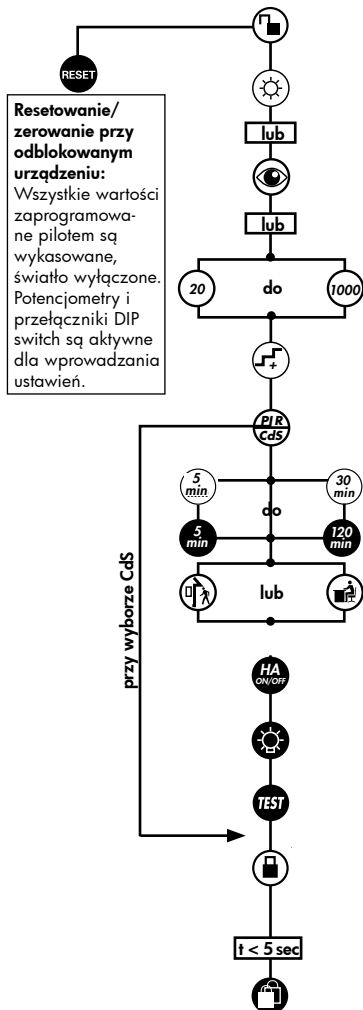 RESET
Resetowanie/
zerowanie przy
odblokowanym
urządzeniu:
Wszystkie wartości
zaprogramowa-
ne pilotem są
wykasowane,
światło wyłączone.
Potencjometry i
przełączniki DIP
switch są aktywne
dla wprowadzania
ustawień.
lub
lub
20 do 1000
+
PIR
CdS
5 min 30 min
do
5 min 120 min
lub
przy wyborze CdS
HA
ON/OFF
TEST
t < 5 sec